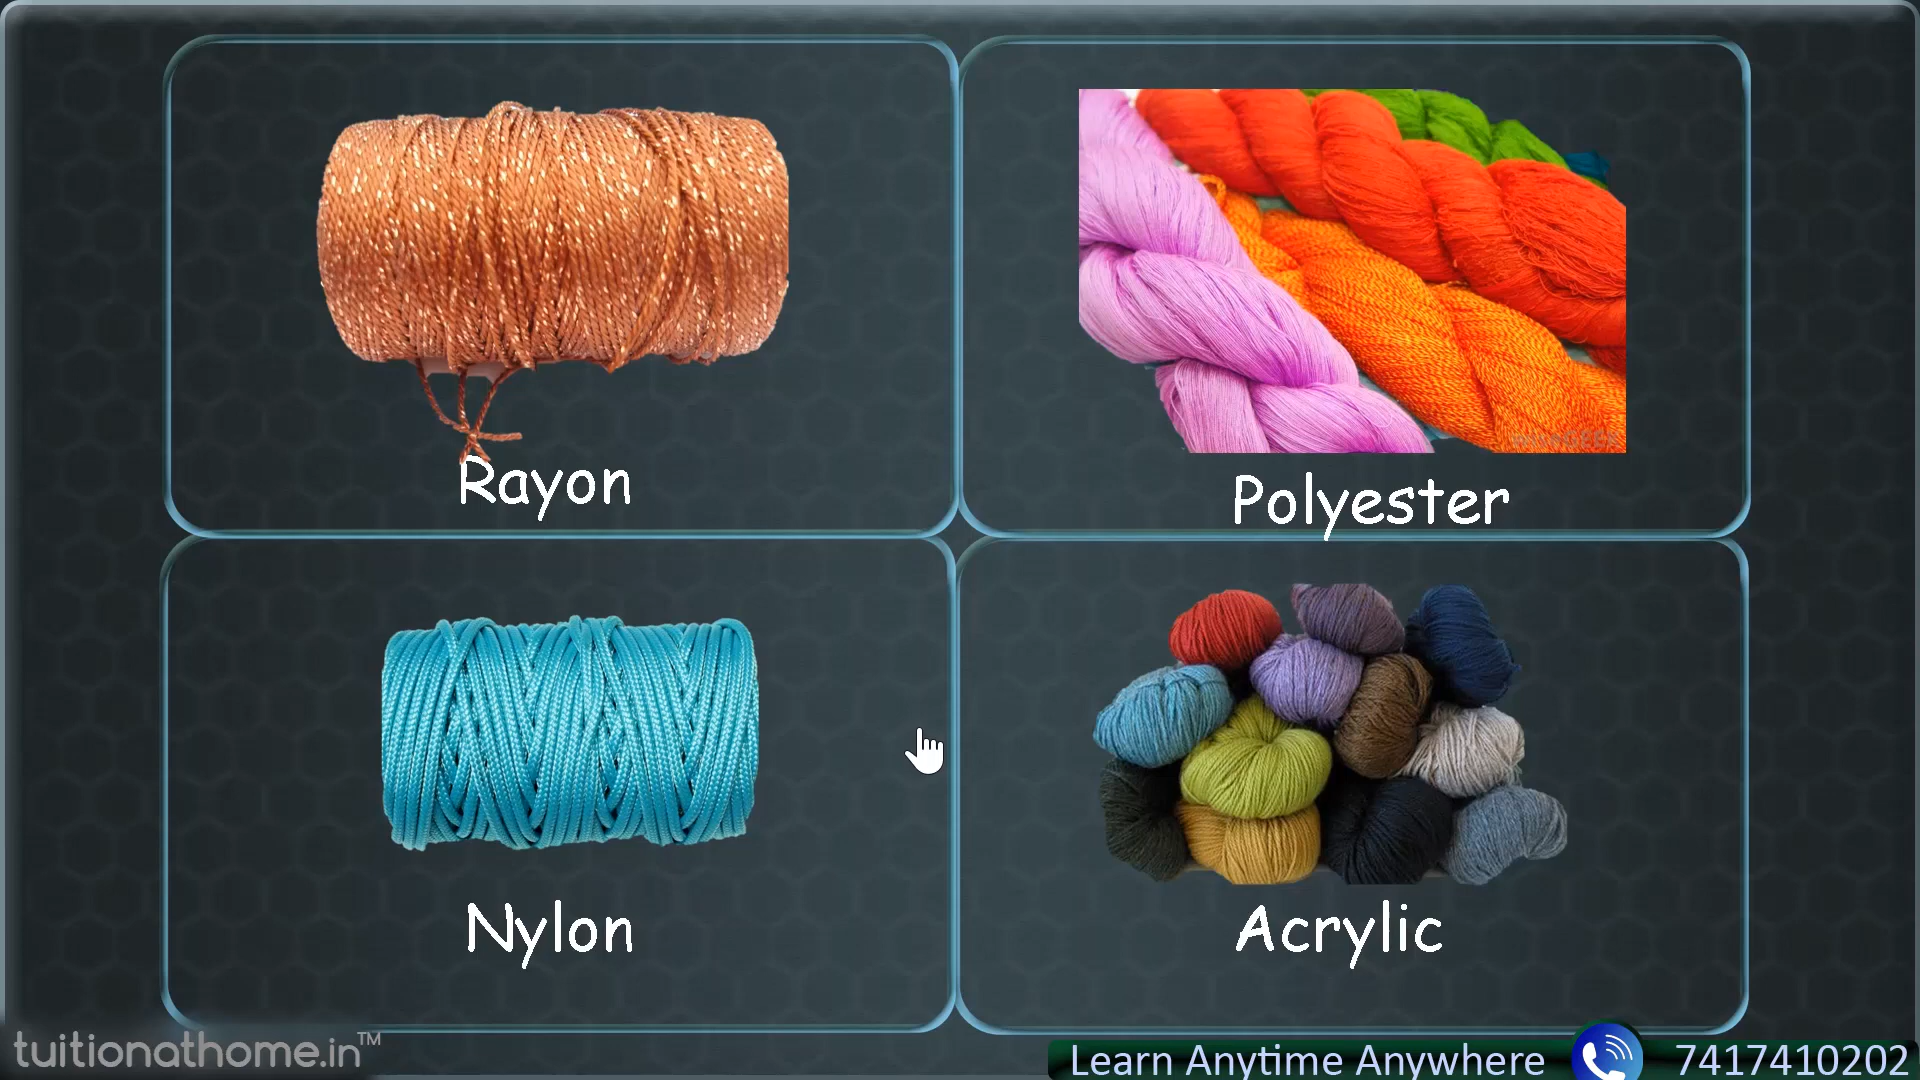 Rayon
Polyester
Nylon
Acrylic
tuitionathome.in™
Learn Anytime Anywhere 7417410202